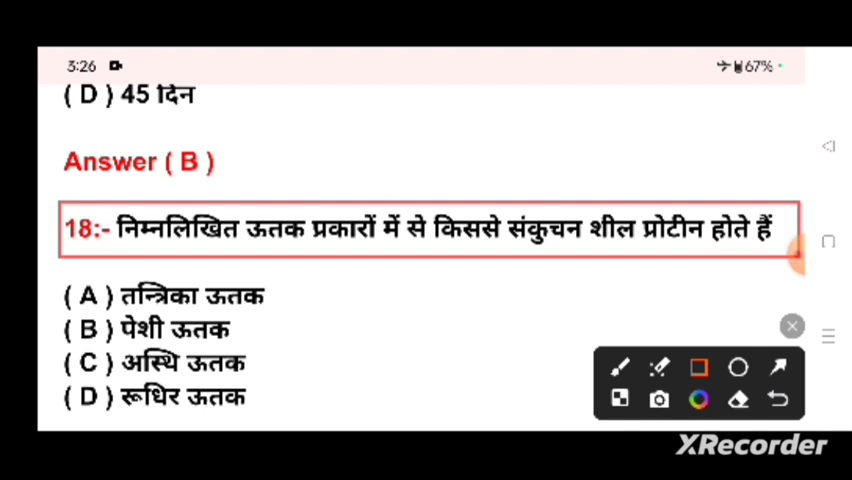 3:26 67%
( D ) 45 दिन
Answer ( B )
18:- निम्नलिखित ऊतक प्रकारों में से किससे संकुचन शील प्रोटीन होते हैं
( A ) तन्त्रिका ऊतक
( B ) पेशी ऊतक
( C ) अस्थि ऊतक
( D ) रूधिर ऊतक
XRecorder